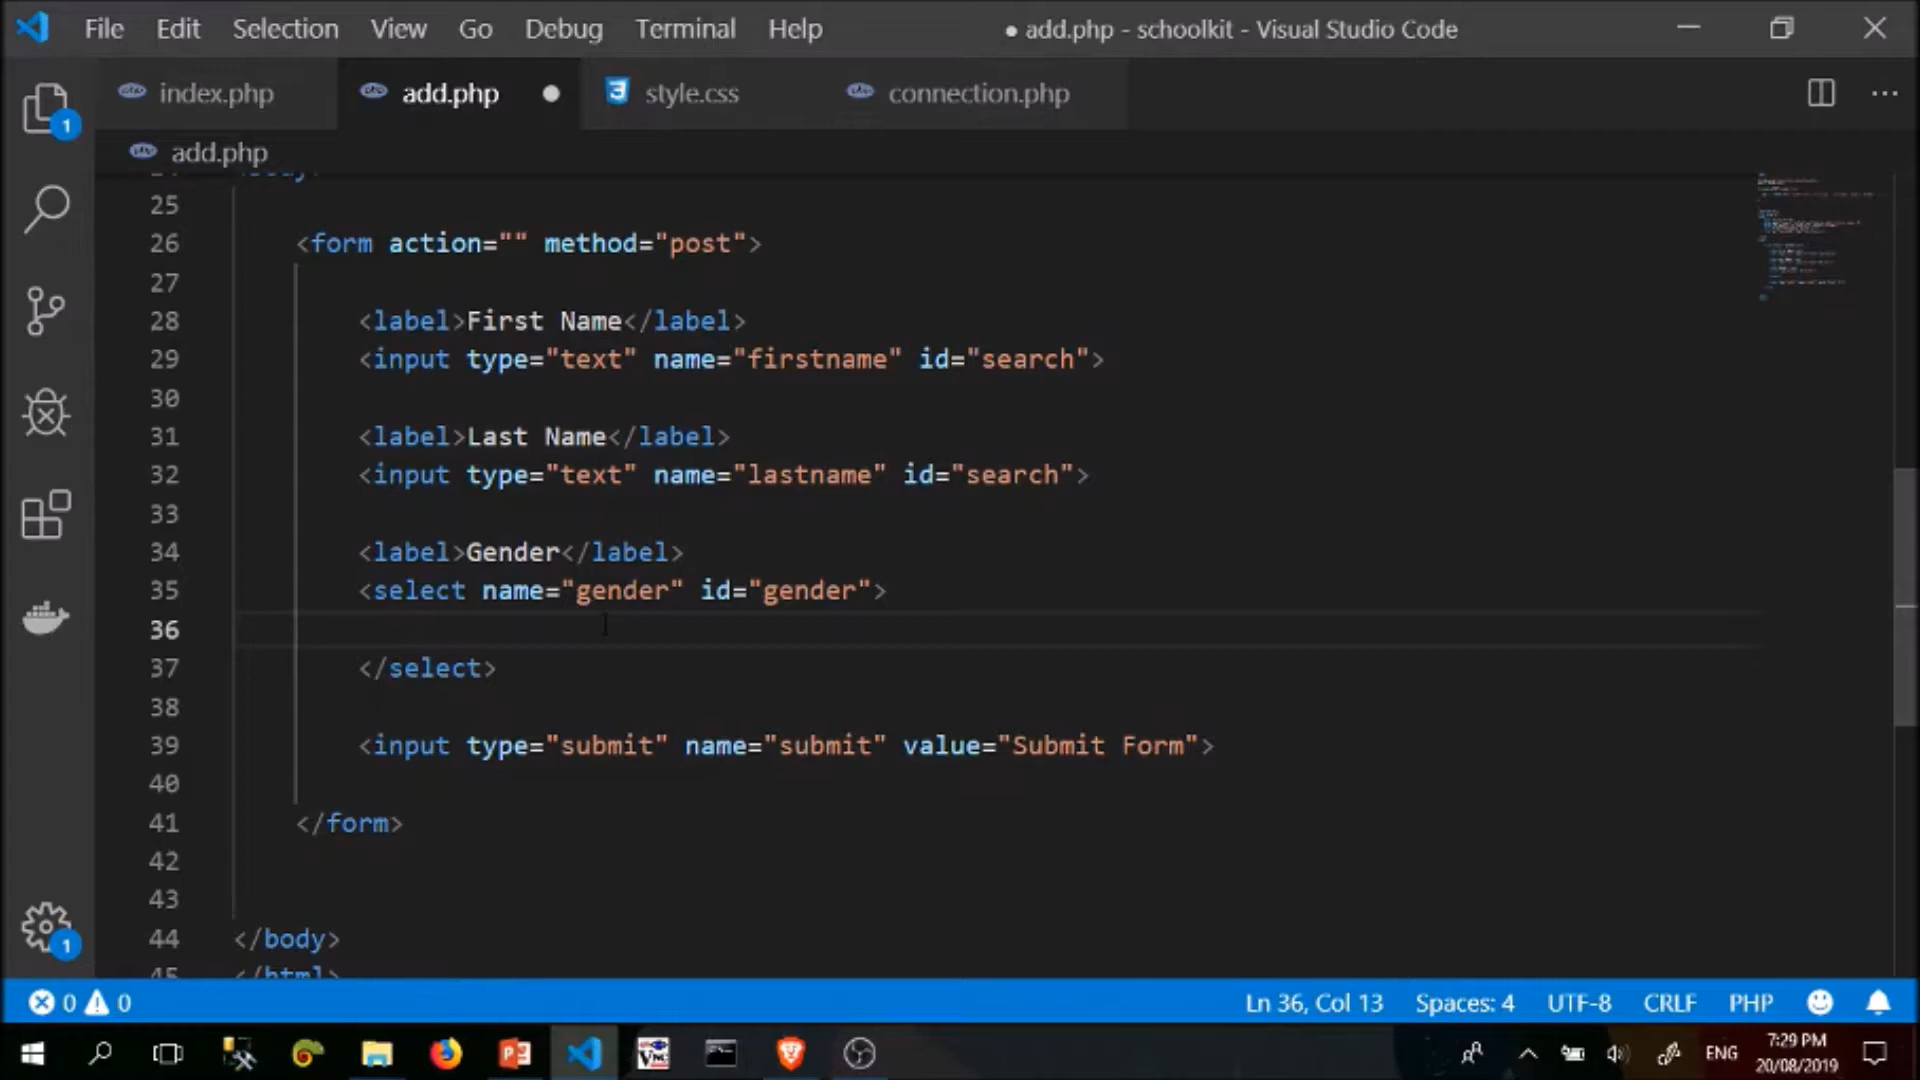 File Edit Selection View Go Debug Terminal Help ● add.php - schoolkit - Visual Studio Code
index.php add.php ● style.css connection.php
1
add.php
25
26 <form action="" method="post">
27
28 <label>First Name</label>
29 <input type="text" name="firstname" id="search">
30
31 <label>Last Name</label>
32 <input type="text" name="lastname" id="search">
33
34 <label>Gender</label>
35 <select name="gender" id="gender">
36
37 </select>
38
39 <input type="submit" name="submit" value="Submit Form">
40
41 </form>
42
43
44 </body>
1
45 </html>
0 0 Ln 36, Col 13 Spaces: 4 UTF-8 CRLF PHP
ENG 7:29 PM
20/08/2019